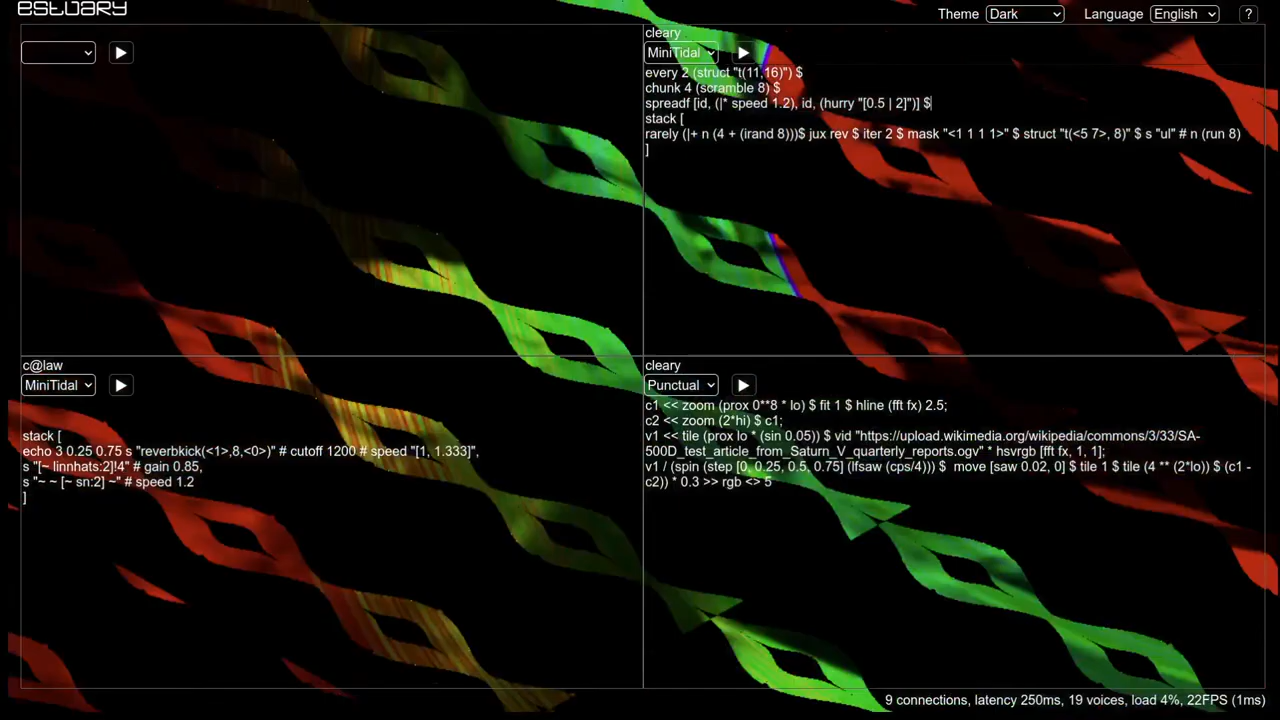 estuary
Theme Dark Language English ?
cleary
MiniTidal
every 2 (struct "t(11,16)") $
chunk 4 (scramble 8) $
spreadf [id, (|* speed 1.2), id, (hurry "[0.5 | 2]")] $
stack [
rarely (|+ n (4 + (irand 8)))$ jux rev $ iter 2 $ mask "<1 1 1 1>" $ struct "t(<5 7>, 8)" $ s "ul" # n (run 8)
]
c@law
MiniTidal
stack [
echo 3 0.25 0.75 s "reverbkick(<1>,8,<0>)" # cutoff 1200 # speed "[1, 1.333]",
s "[~ linnhats:2]!4" # gain 0.85,
s "~ ~ [~ sn:2] ~" # speed 1.2
]
cleary
Punctual
c1 << zoom (prox 0**8 * lo) $ fit 1 $ hline (fft fx) 2.5;
c2 << zoom (2*hi) $ c1;
v1 << tile (prox lo * (sin 0.05)) $ vid "https://upload.wikimedia.org/wikipedia/commons/3/33/SA-
500D_test_article_from_Saturn_V_quarterly_reports.ogv" * hsvrgb [fft fx, 1, 1];
v1 / (spin (step [0, 0.25, 0.5, 0.75] (lfsaw (cps/4))) $ move [saw 0.02, 0] $ tile 1 $ tile (4 ** (2*lo)) $ (c1 -
c2)) * 0.3 >> rgb <> 5
9 connections, latency 250ms, 19 voices, load 4%, 22FPS (1ms)